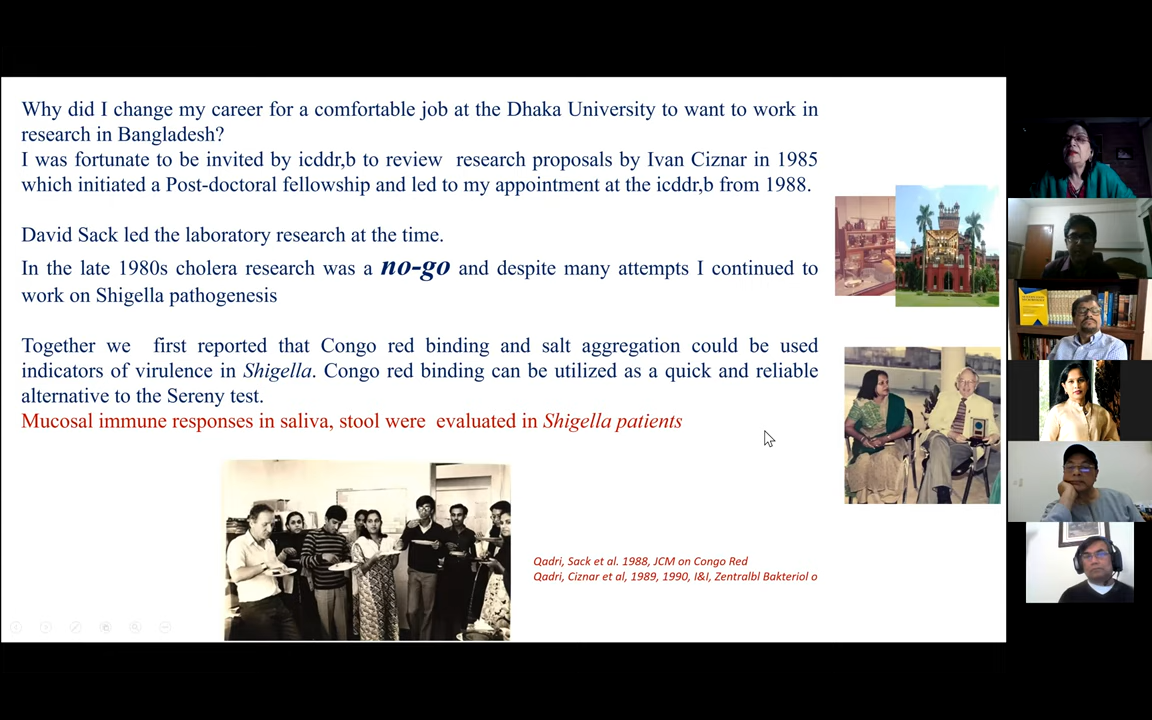 Why did I change my career for a comfortable job at the Dhaka University to want to work in
research in Bangladesh?
I was fortunate to be invited by icddr,b to review research proposals by Ivan Ciznar in 1985
which initiated a Post-doctoral fellowship and led to my appointment at the icddr,b from 1988.
David Sack led the laboratory research at the time.
In the late 1980s cholera research was a no-go and despite many attempts I continued to
work on Shigella pathogenesis
Together we first reported that Congo red binding and salt aggregation could be used
indicators of virulence in Shigella. Congo red binding can be utilized as a quick and reliable
alternative to the Sereny test.
Mucosal immune responses in saliva, stool were evaluated in Shigella patients
Qadri, Sack et al. 1988, JCM on Congo Red
Qadri, Ciznar et al, 1989, 1990, I&I, Zentralbl Bakteriol o